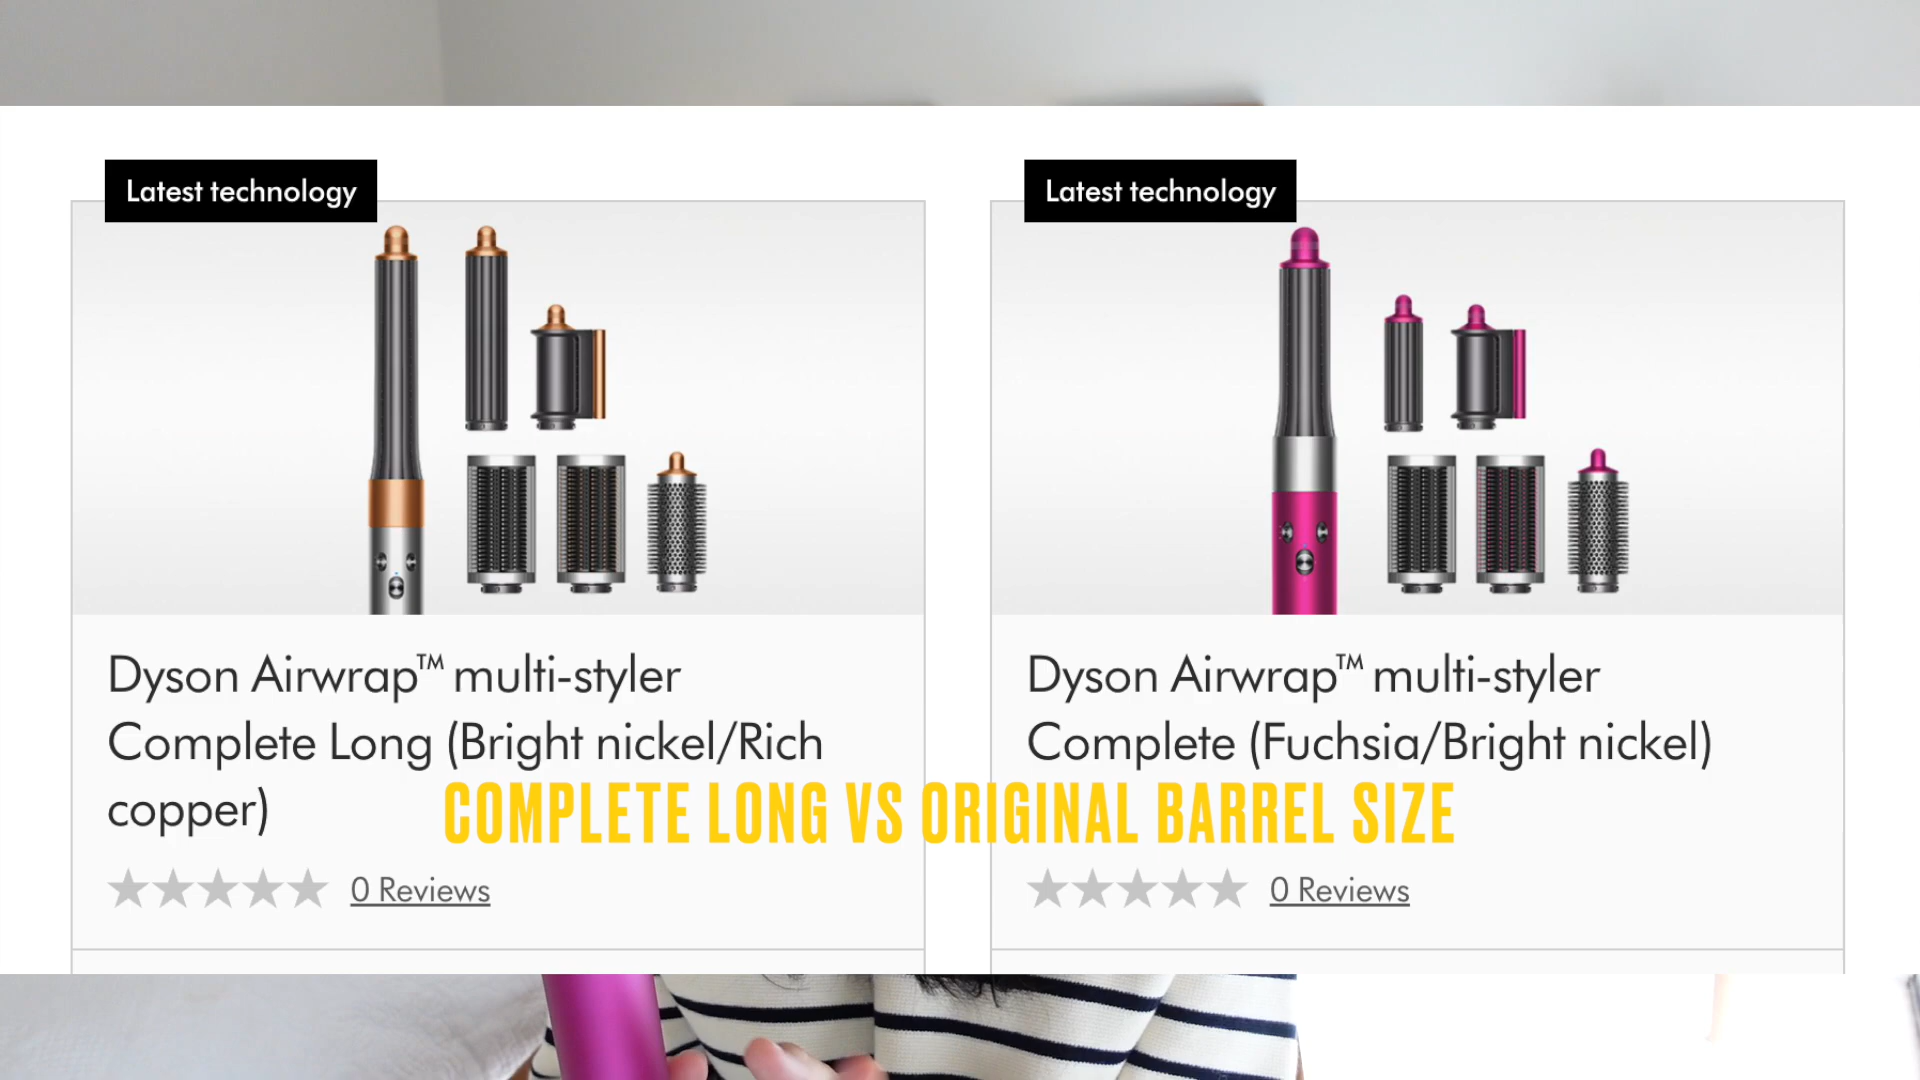 Latest technology
Dyson Airwrap™ multi-styler
Complete Long (Bright nickel/Rich
copper)
0 Reviews
Latest technology
Dyson Airwrap™ multi-styler
Complete (Fuchsia/Bright nickel)
0 Reviews
COMPLETE LONG VS ORIGINAL BARREL SIZE